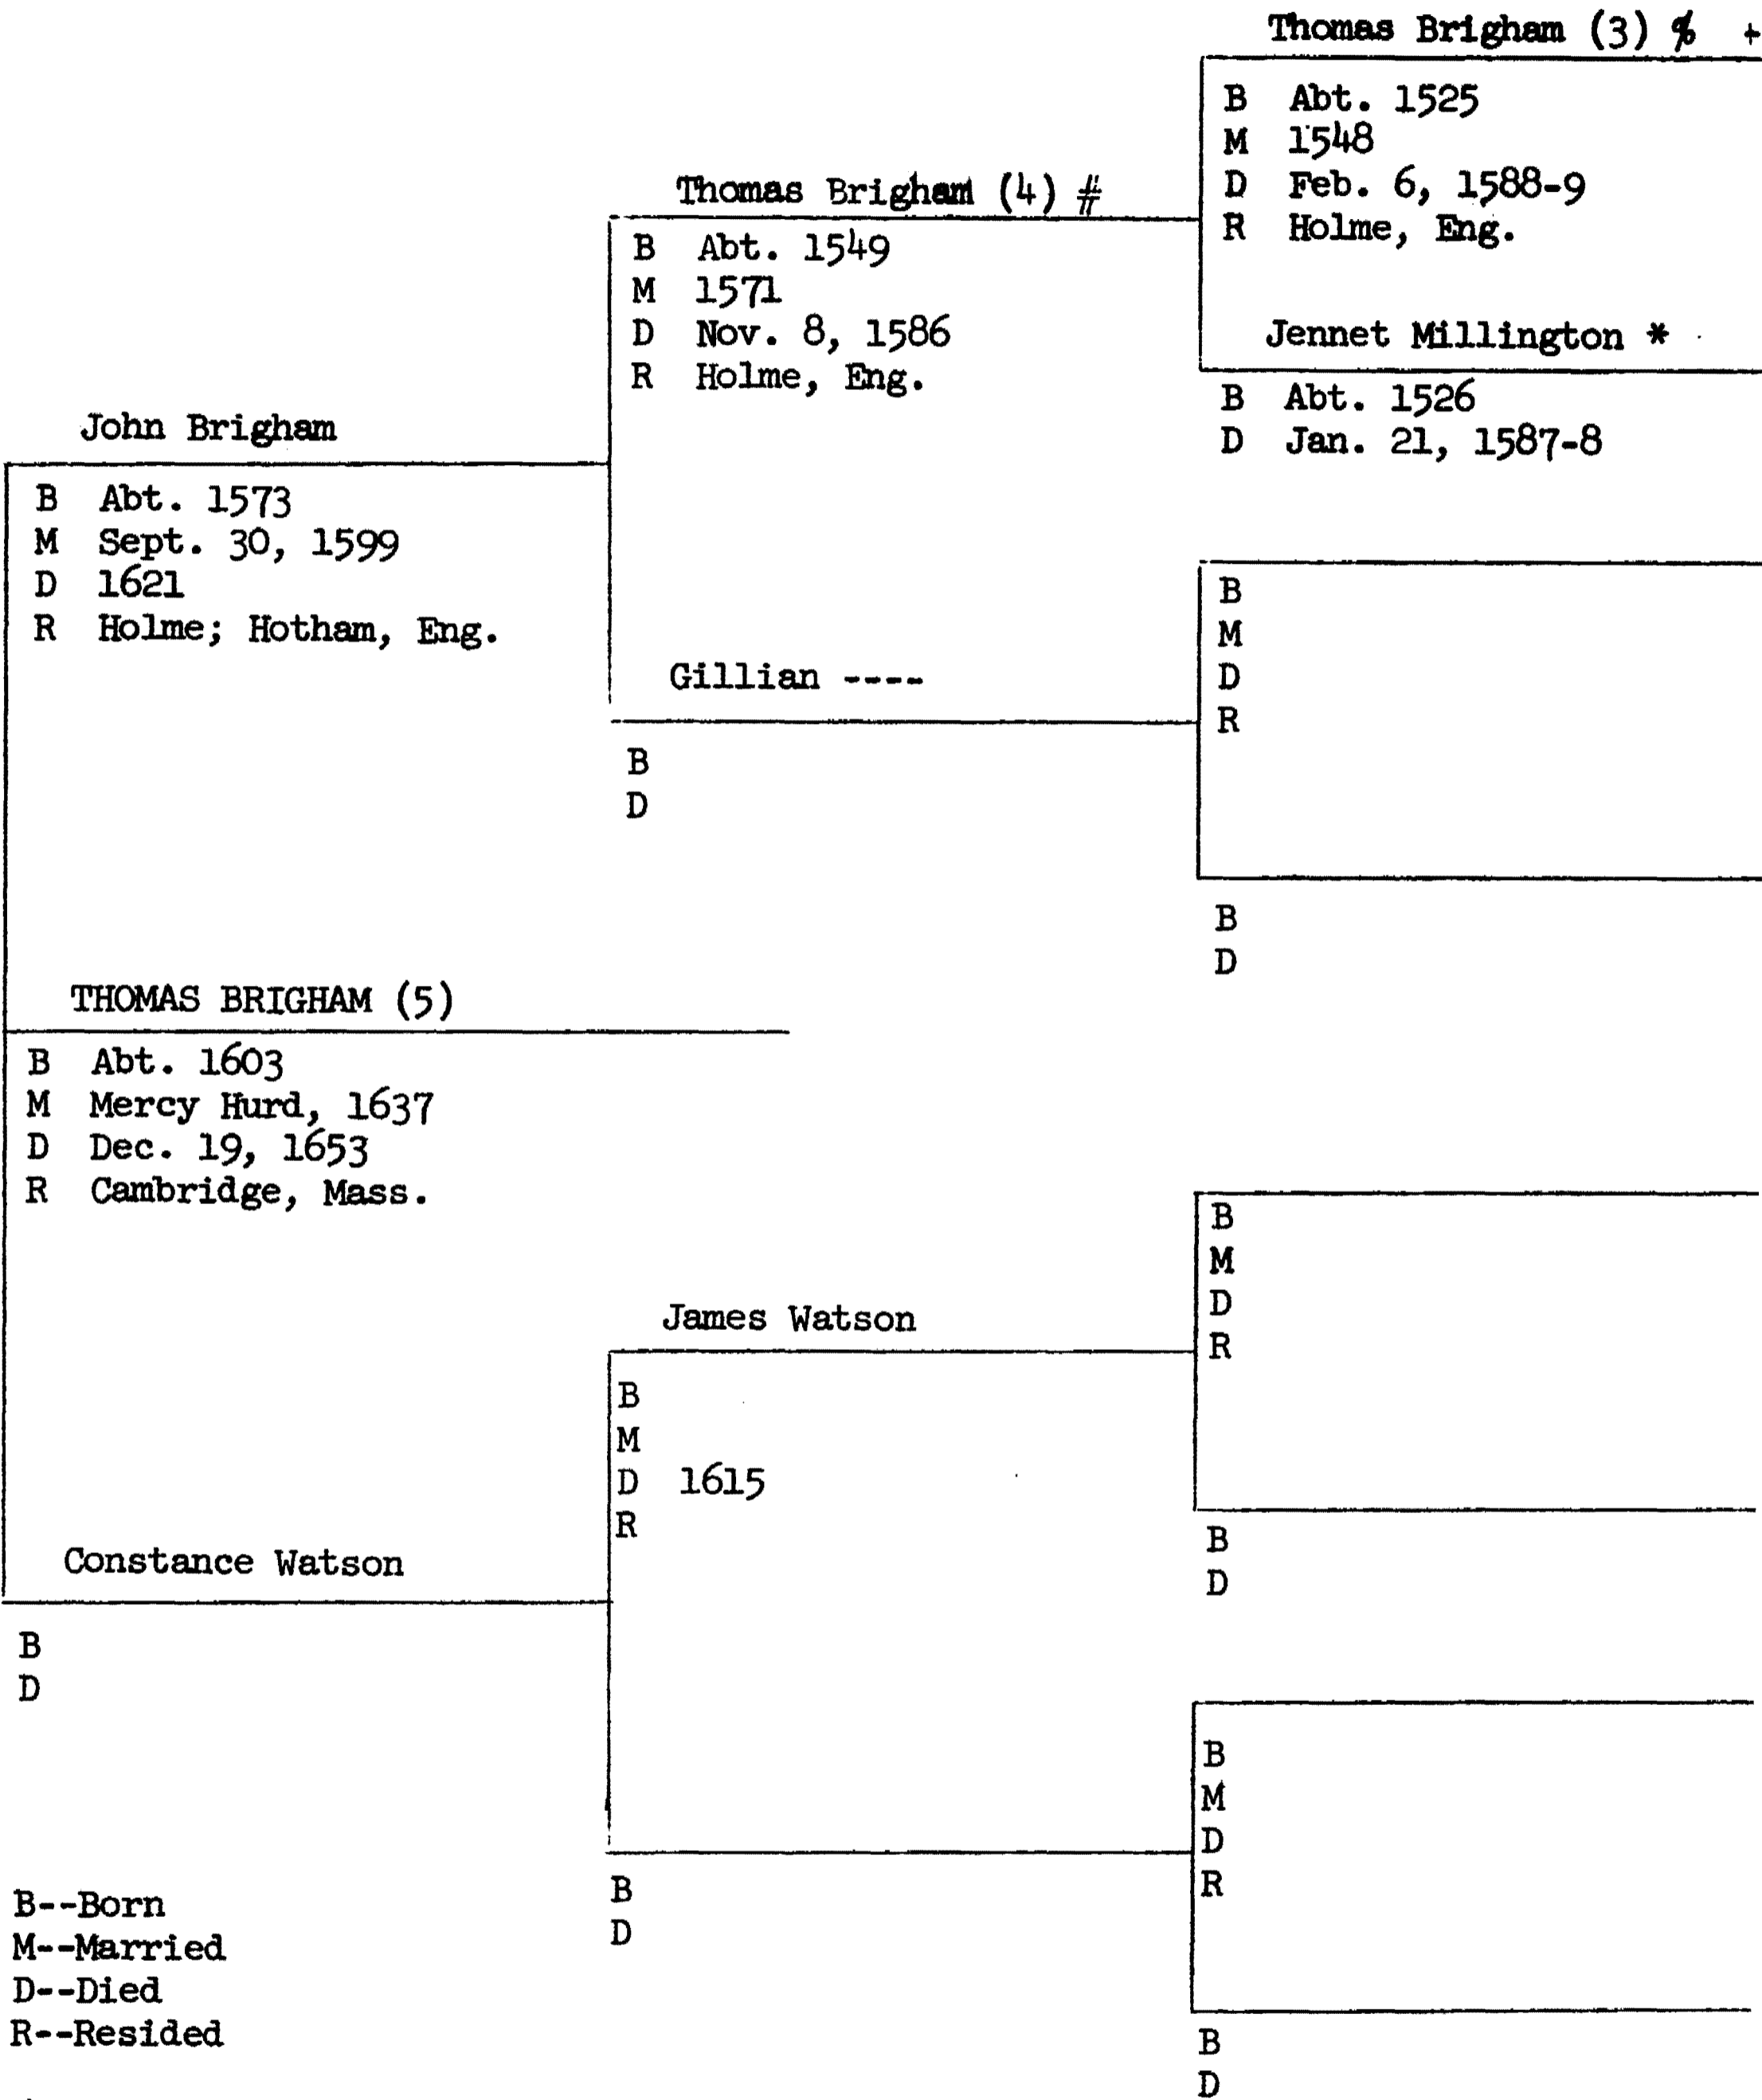 Thomas Brigham (3) % +
B Abt. 1525
M 1548
D Feb. 6, 1588-9
R Holme, Eng.
Jennet Millington *
B Abt. 1526
D Jan. 21, 1587-8
Thomas Brigham (4) #
B Abt. 1549
M 1571
D Nov. 8, 1586
R Holme, Eng.
Gillian ----
B
D
B
M
D
R
B
D
John Brigham
B Abt. 1573
M Sept. 30, 1599
D 1621
R Holme; Hotham, Eng.
THOMAS BRIGHAM (5)
B Abt. 1603
M Mercy Hurd, 1637
D Dec. 19, 1653
R Cambridge, Mass.
Constance Watson
B
D
James Watson
B
M
D 1615
R
B
D
B
M
D
R
B
D
B
M
D
R
B
D
B--Born
M--Married
D--Died
R--Resided